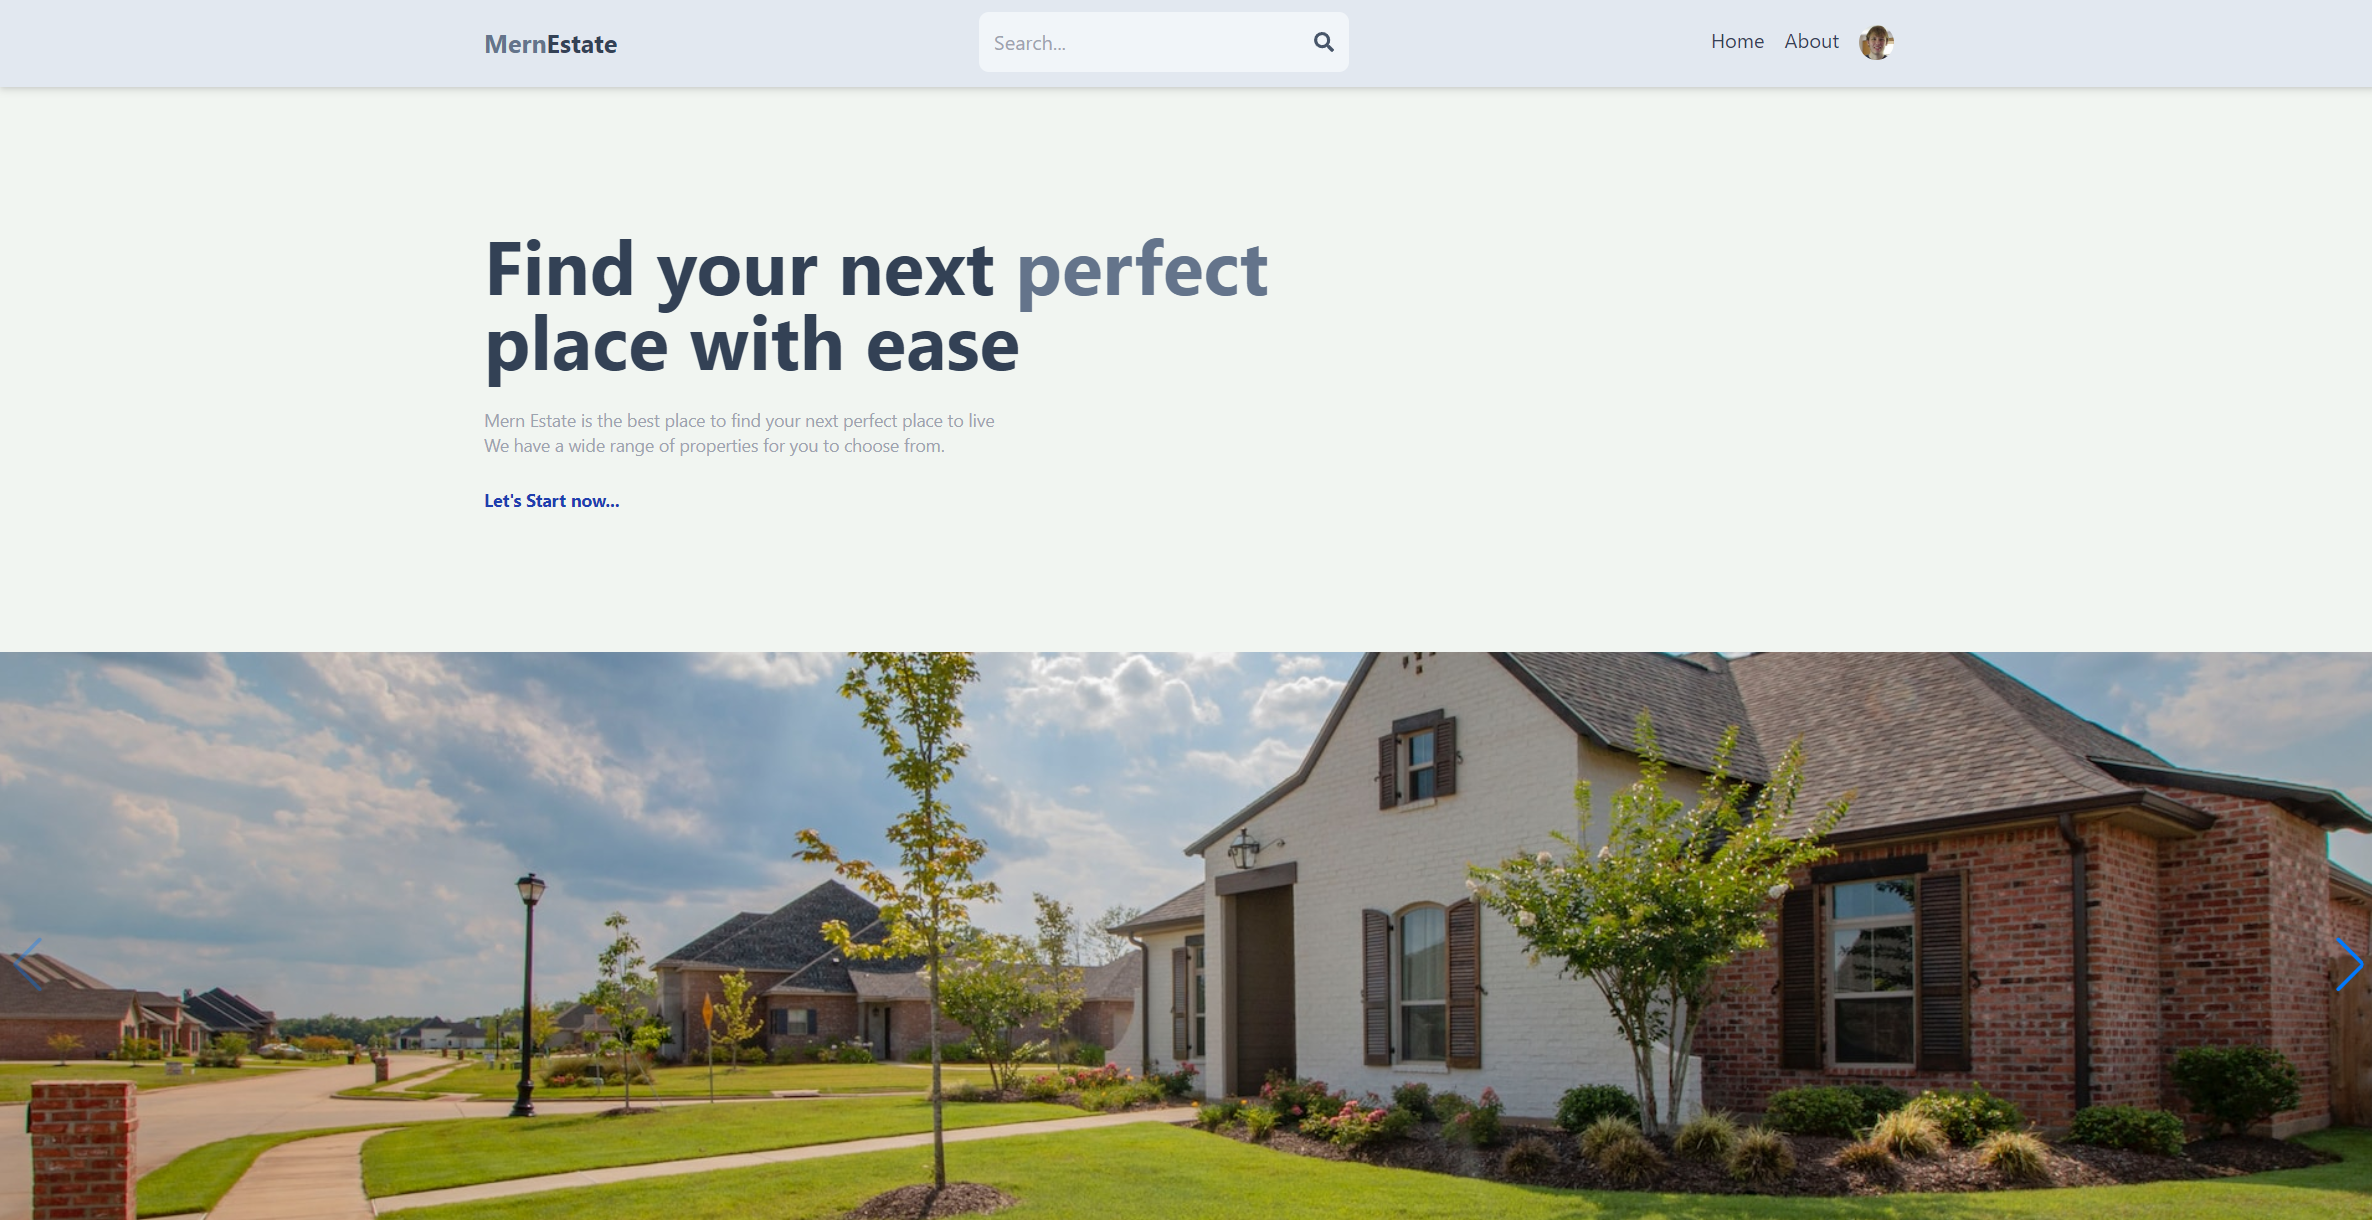 MernEstate
Search...
Home
About
Find your next perfect
place with ease
Mern Estate is the best place to find your next perfect place to live
We have a wide range of properties for you to choose from.
Let's Start now...